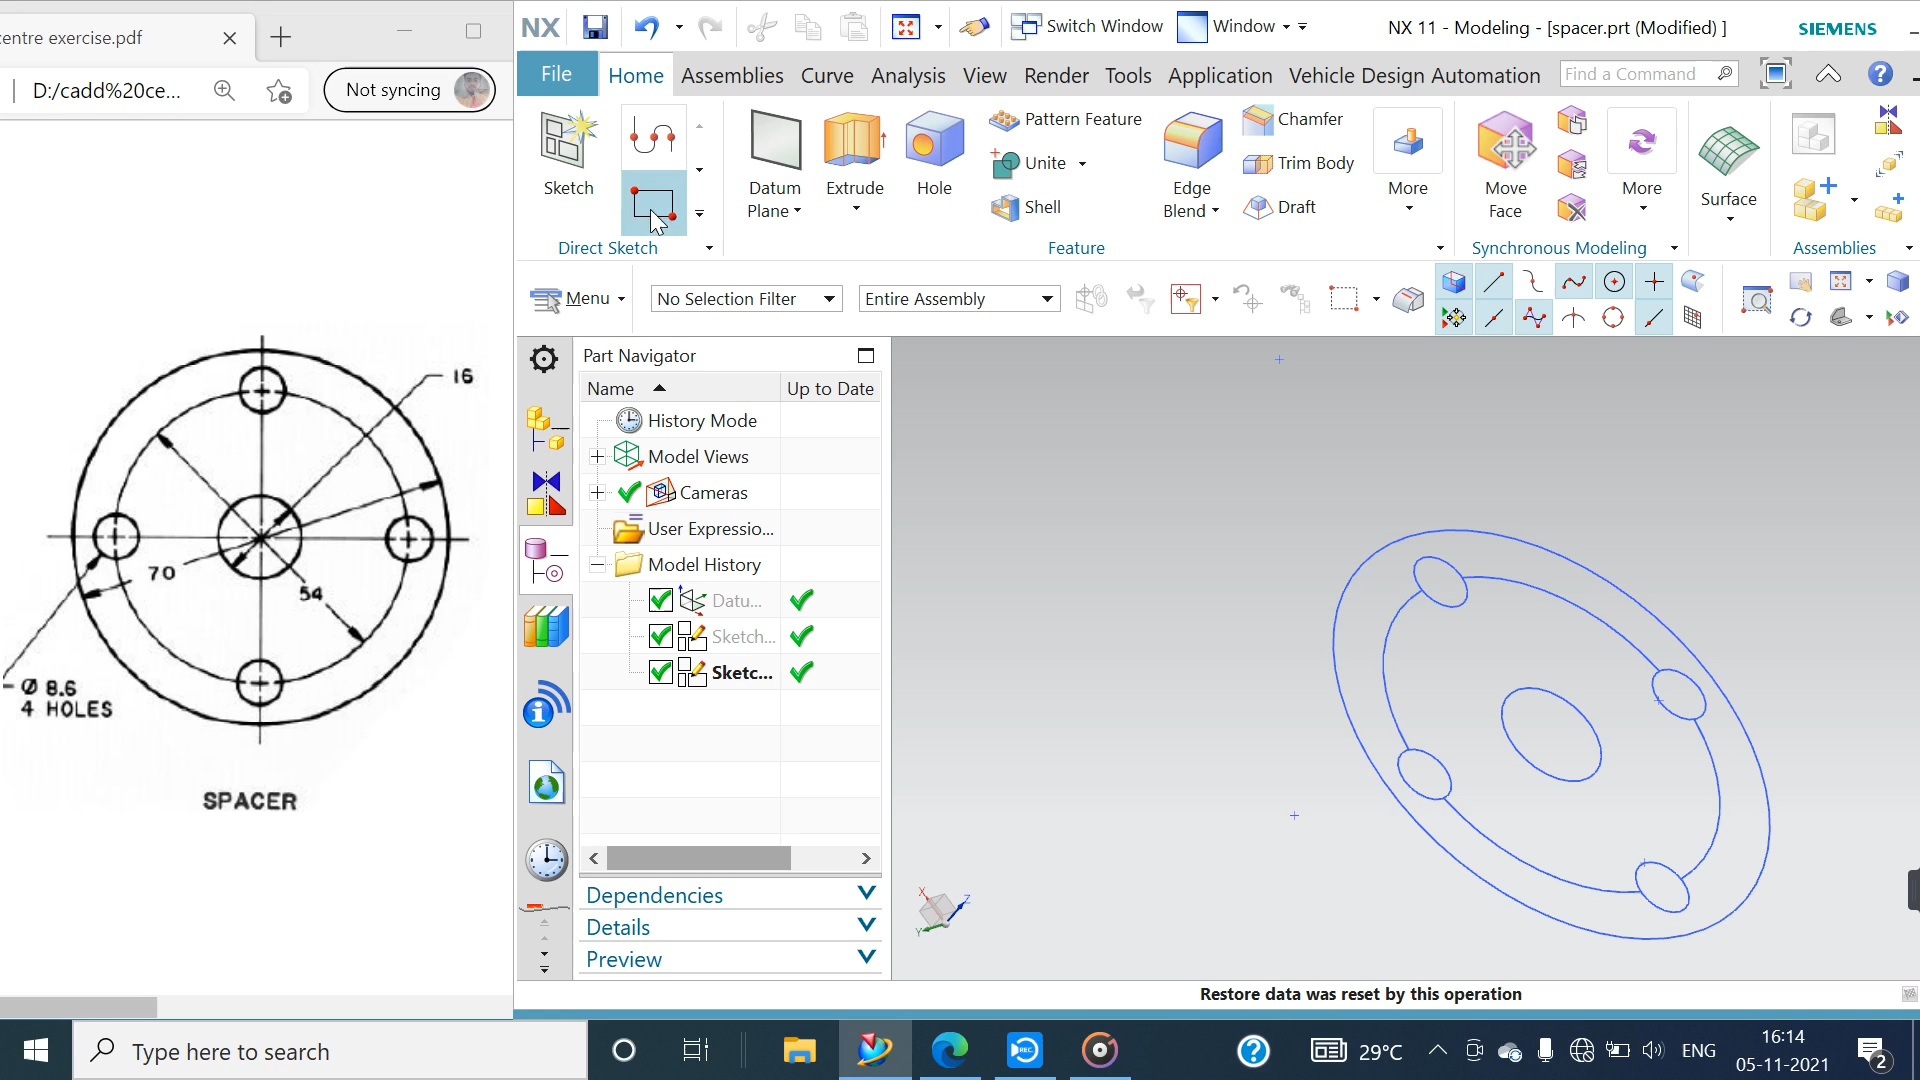 entre exercise.pdf
D:/cadd%20ce...
Not syncing
16
70
54
Ø 8.6
4 HOLES
SPACER
NX
Switch Window
Window
NX 11 - Modeling - [spacer.prt (Modified) ]
SIEMENS
File
Home
Assemblies
Curve
Analysis
View
Render
Tools
Application
Vehicle Design Automation
Find a Command
Sketch
Direct Sketch
Datum
Plane
Extrude
Hole
Pattern Feature
Unite
Shell
Edge
Blend
Chamfer
Trim Body
Draft
More
Feature
Move
Face
More
Synchronous Modeling
Surface
Assemblies
Menu
No Selection Filter
Entire Assembly
Part Navigator
Name
Up to Date
History Mode
Model Views
Cameras
User Expressio...
Model History
Datu...
Sketch...
Sketc...
Dependencies
Details
Preview
X
Z
Y
Restore data was reset by this operation
Type here to search
REC
29°C
ENG
16:14
05-11-2021
2